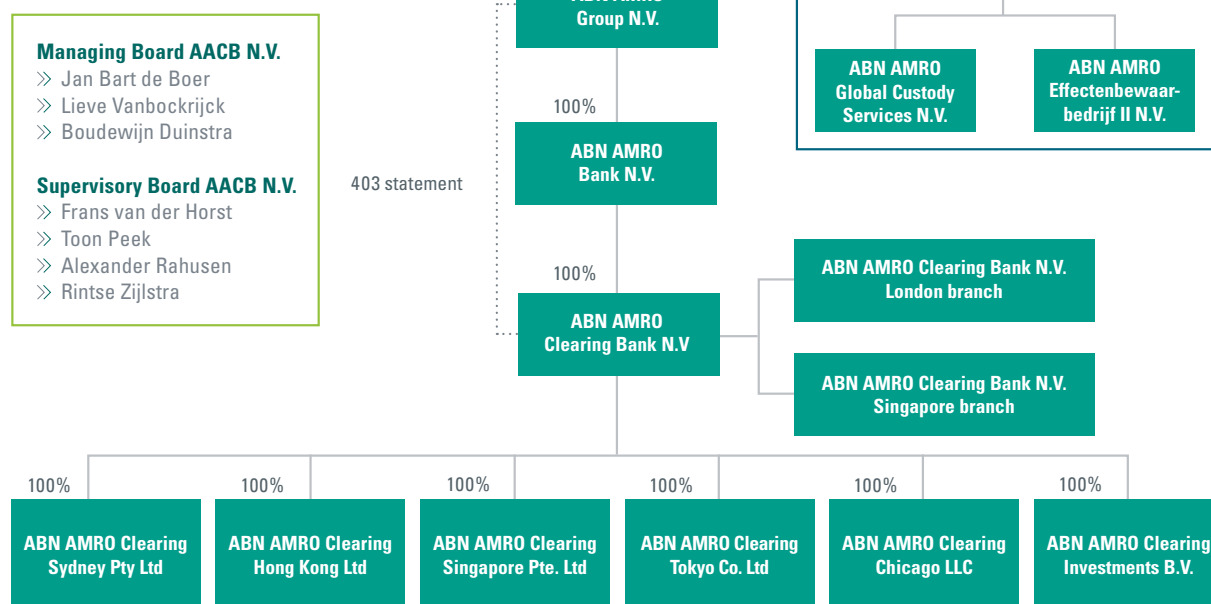 Managing Board AACB N.V.
Jan Bart de Boer
Lieve Vanbockrijck
Boudewijn Duinstra
Supervisory Board AACB N.V.
Frans van der Horst
Toon Peek
Alexander Rahusen
Rintse Zijlstra
403 statement
Group N.V.
100%
ABN AMRO
Bank N.V.
100%
ABN AMRO
Clearing Bank N.V
ABN AMRO
Global Custody
Services N.V.
ABN AMRO
Effectenbewaar-
bedrijf II N.V.
ABN AMRO Clearing Bank N.V.
London branch
ABN AMRO Clearing Bank N.V.
Singapore branch
100%
ABN AMRO Clearing
Sydney Pty Ltd
100%
ABN AMRO Clearing
Hong Kong Ltd
100%
ABN AMRO Clearing
Singapore Pte. Ltd
100%
ABN AMRO Clearing
Tokyo Co. Ltd
100%
ABN AMRO Clearing
Chicago LLC
100%
ABN AMRO Clearing
Investments B.V.